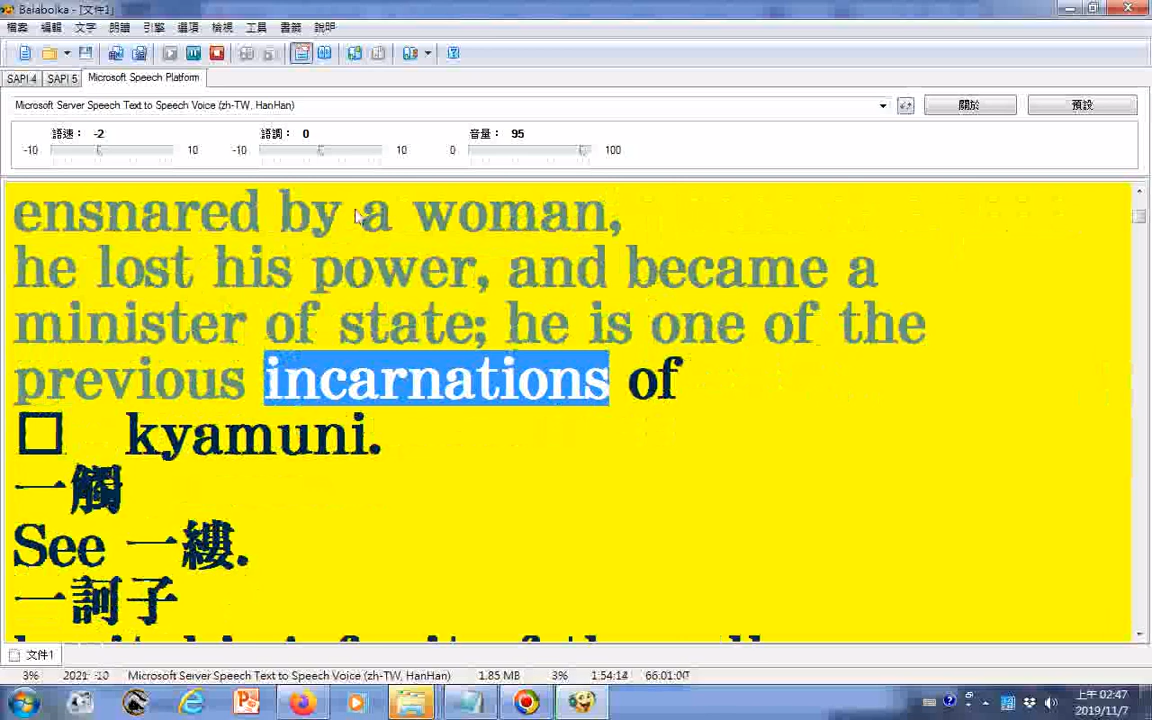 Balabolka - [文件1]
檔案 編輯 文字 朗讀 引擎 選項 檢視 工具 書籤 說明
SAPI 4 SAPI 5 Microsoft Speech Platform
Microsoft Server Speech Text to Speech Voice (zh-TW, HanHan) 關於 預設
語速： -2 語調： 0 音量： 95
-10 10 -10 10 0 100
ensnared by a woman,
he lost his power, and became a
minister of state; he is one of the
previous incarnations of
□ kyamuni.
一觸
See 一縷.
一訶子
文件1
3% Microsoft Server Speech Text to Speech Voice (zh-TW, HanHan) 1.85 MB 3% 1:54:14 66:01:00
上午 02:47
2019/11/7